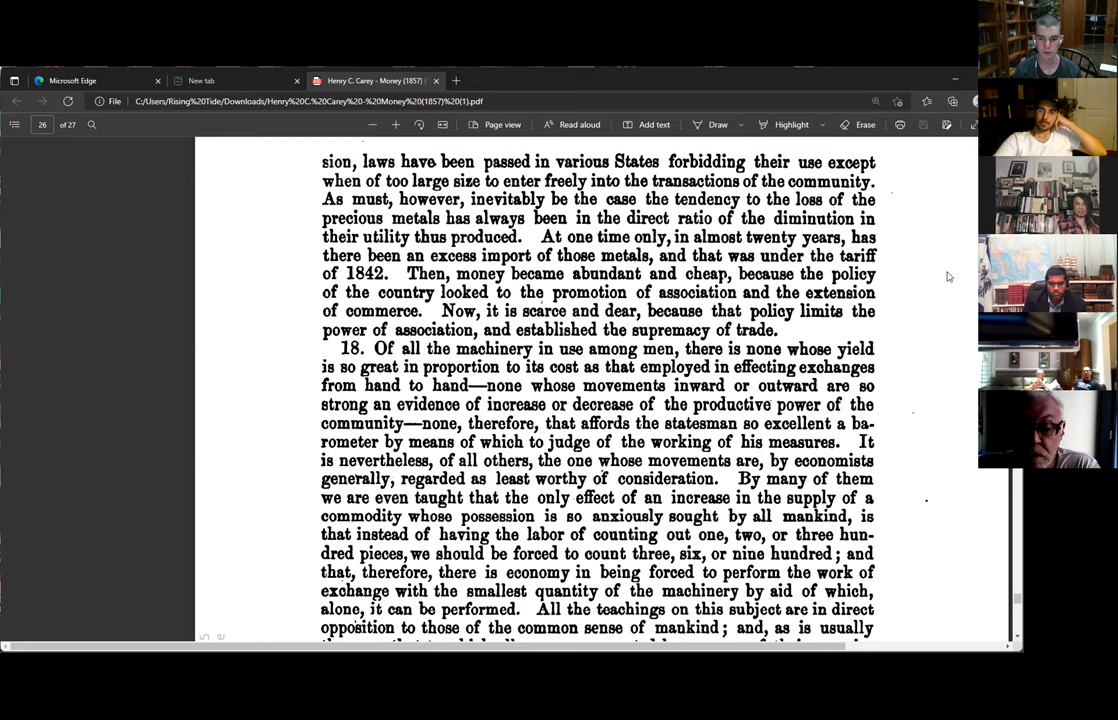 Microsoft Edge
New tab
Henry C. Carey - Money (1857) (
File
C:/Users/Rising%20Tide/Downloads/Henry%20C.%20Carey%20-%20Money%20(1857)%20(1).pdf
26 of 27
Page view
Read aloud
Add text
Draw
Highlight
Erase
sion, laws have been passed in various States forbidding their use except
when of too large size to enter freely into the transactions of the community.
As must, however, inevitably be the case the tendency to the loss of the
precious metals has always been in the direct ratio of the diminution in
their utility thus produced. At one time only, in almost twenty years, has
there been an excess import of those metals, and that was under the tariff
of 1842. Then, money became abundant and cheap, because the policy
of the country looked to the promotion of association and the extension
of commerce. Now, it is scarce and dear, because that policy limits the
power of association, and established the supremacy of trade.
18. Of all the machinery in use among men, there is none whose yield
is so great in proportion to its cost as that employed in effecting exchanges
from hand to hand—none whose movements inward or outward are so
strong an evidence of increase or decrease of the productive power of the
community—none, therefore, that affords the statesman so excellent a ba-
rometer by means of which to judge of the working of his measures. It
is nevertheless, of all others, the one whose movements are, by economists
generally, regarded as least worthy of consideration. By many of them
we are even taught that the only effect of an increase in the supply of a
commodity whose possession is so anxiously sought by all mankind, is
that instead of having the labor of counting out one, two, or three hun-
dred pieces, we should be forced to count three, six, or nine hundred; and
that, therefore, there is economy in being forced to perform the work of
exchange with the smallest quantity of the machinery by aid of which,
alone, it can be performed. All the teachings on this subject are in direct
opposition to those of the common sense of mankind; and, as is usually